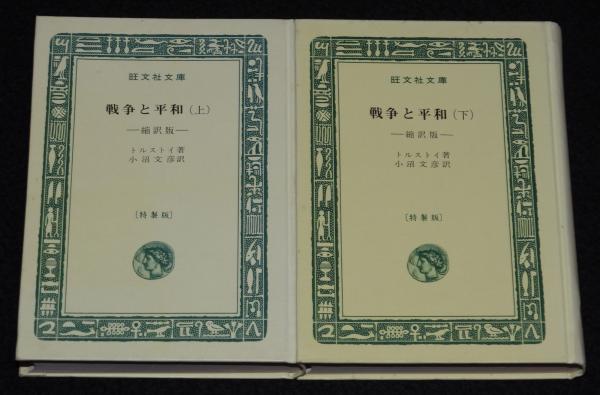 旺文社文庫
戦争と平和(上)
―縮訳版―
トルストイ著
小沼文彦訳
[特製版]
旺文社文庫
戦争と平和(下)
―縮訳版―
トルストイ著
小沼文彦訳
[特製版]